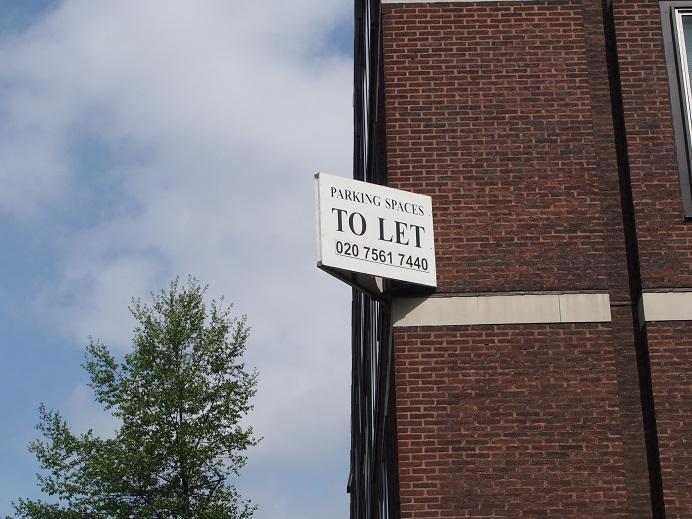 PARKING SPACES
TO LET
020 7561 7440